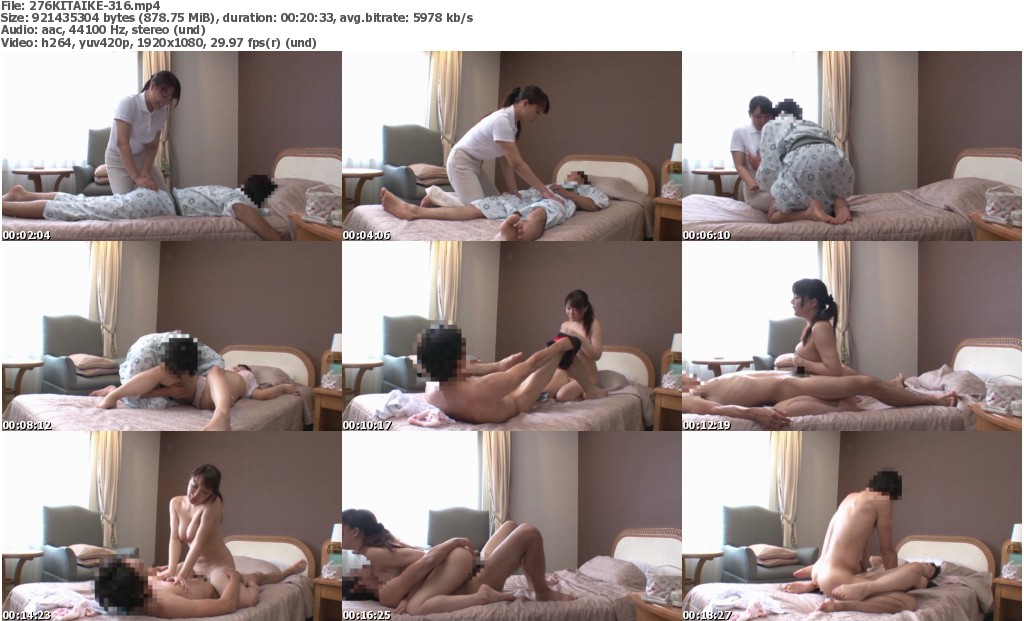 File: 276KITAIKE-316.mp4
Size: 921435304 bytes (878.75 MiB), duration: 00:20:33, avg.bitrate: 5978 kb/s
Audio: aac, 44100 Hz, stereo (und)
Video: h264, yuv420p, 1920x1080, 29.97 fps(r) (und)
00:02:04
00:04:06
00:06:10
00:08:12
00:10:17
00:12:19
00:14:23
00:16:25
00:18:27